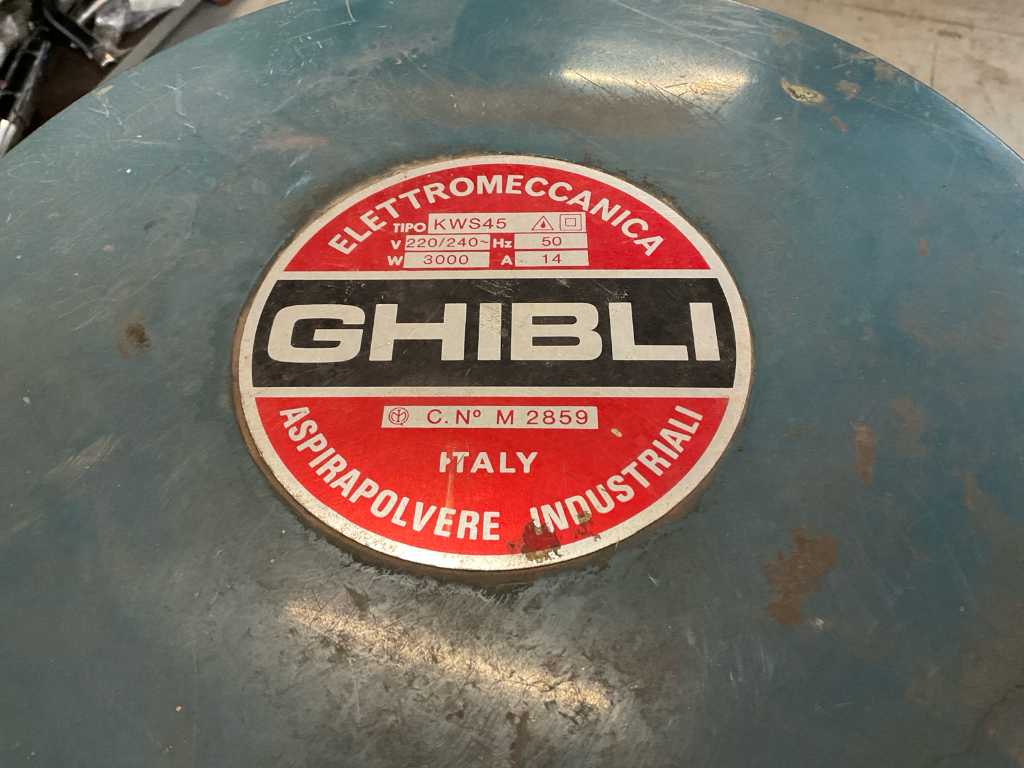 ELETTROMECCANICA
TIPO KWS45
V 220/240~ Hz 50
W 3000 A 14
GHIBLI
C. Nº M 2859
ITALY
ASPIRAPOLVERE INDUSTRIALI